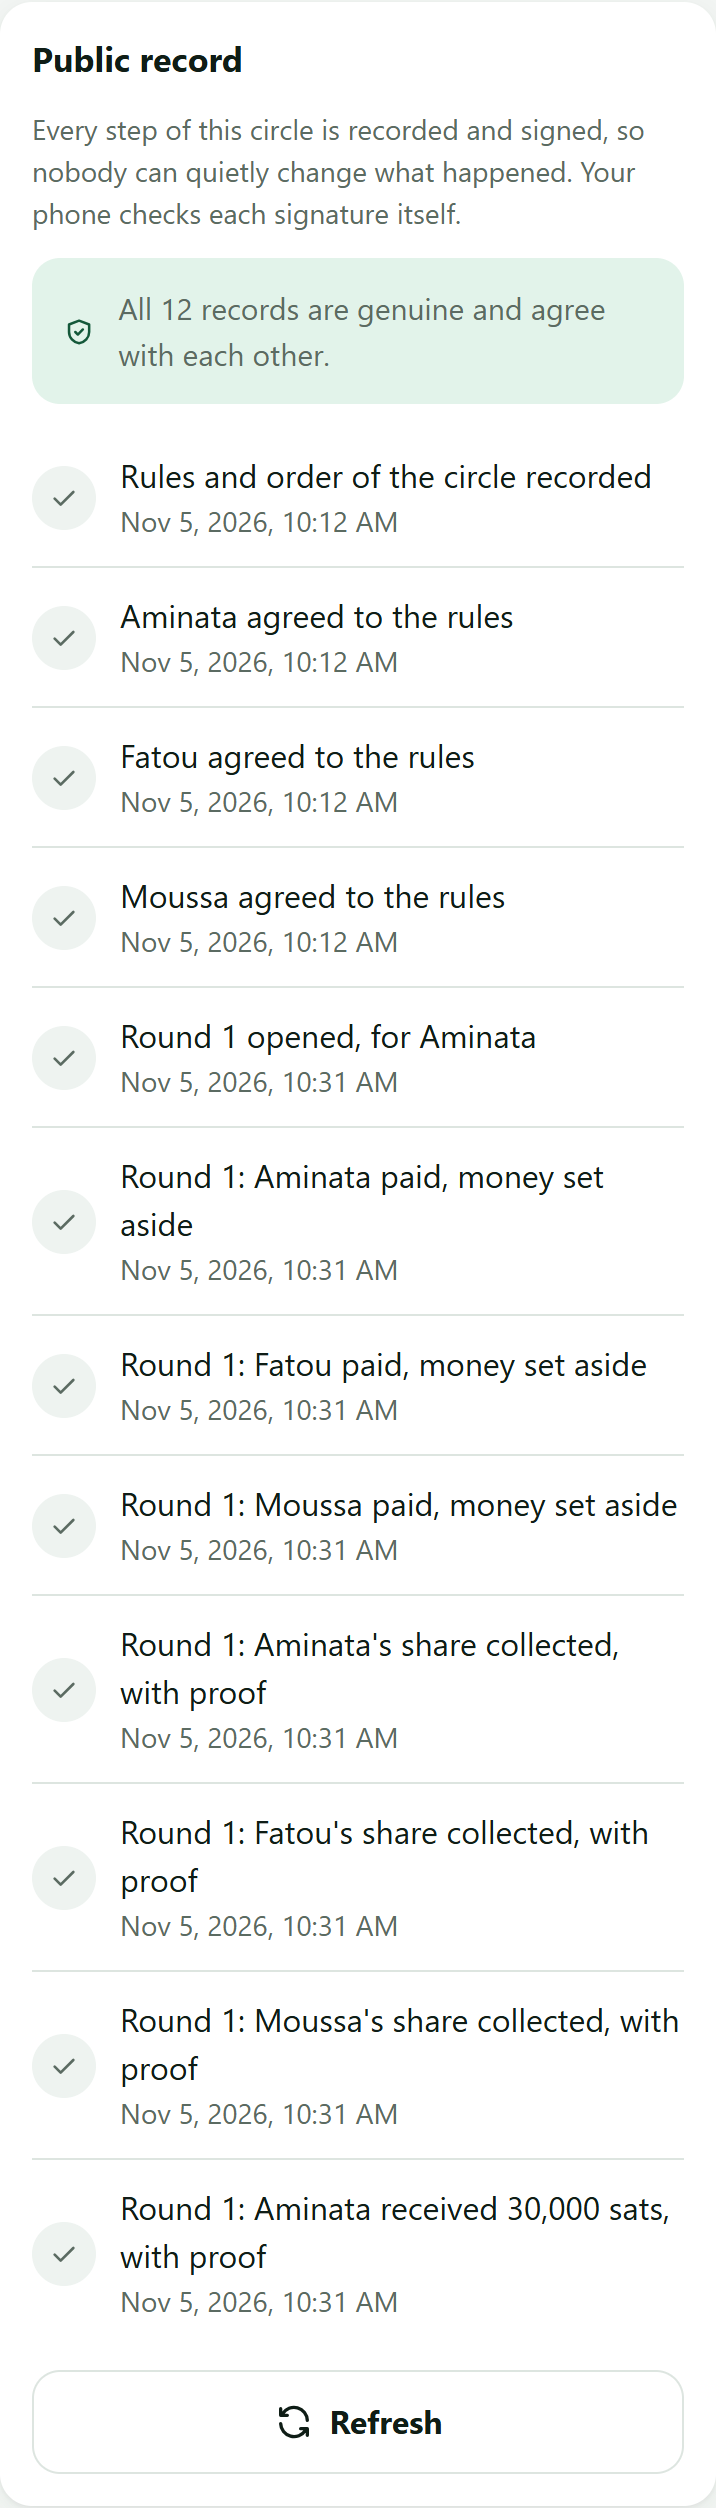 Public record
Every step of this circle is recorded and signed, so
nobody can quietly change what happened. Your
phone checks each signature itself.
All 12 records are genuine and agree
with each other.
Rules and order of the circle recorded
Nov 5, 2026, 10:12 AM
Aminata agreed to the rules
Nov 5, 2026, 10:12 AM
Fatou agreed to the rules
Nov 5, 2026, 10:12 AM
Moussa agreed to the rules
Nov 5, 2026, 10:12 AM
Round 1 opened, for Aminata
Nov 5, 2026, 10:31 AM
Round 1: Aminata paid, money set
aside
Nov 5, 2026, 10:31 AM
Round 1: Fatou paid, money set aside
Nov 5, 2026, 10:31 AM
Round 1: Moussa paid, money set aside
Nov 5, 2026, 10:31 AM
Round 1: Aminata's share collected,
with proof
Nov 5, 2026, 10:31 AM
Round 1: Fatou's share collected, with
proof
Nov 5, 2026, 10:31 AM
Round 1: Moussa's share collected, with
proof
Nov 5, 2026, 10:31 AM
Round 1: Aminata received 30,000 sats,
with proof
Nov 5, 2026, 10:31 AM
Refresh